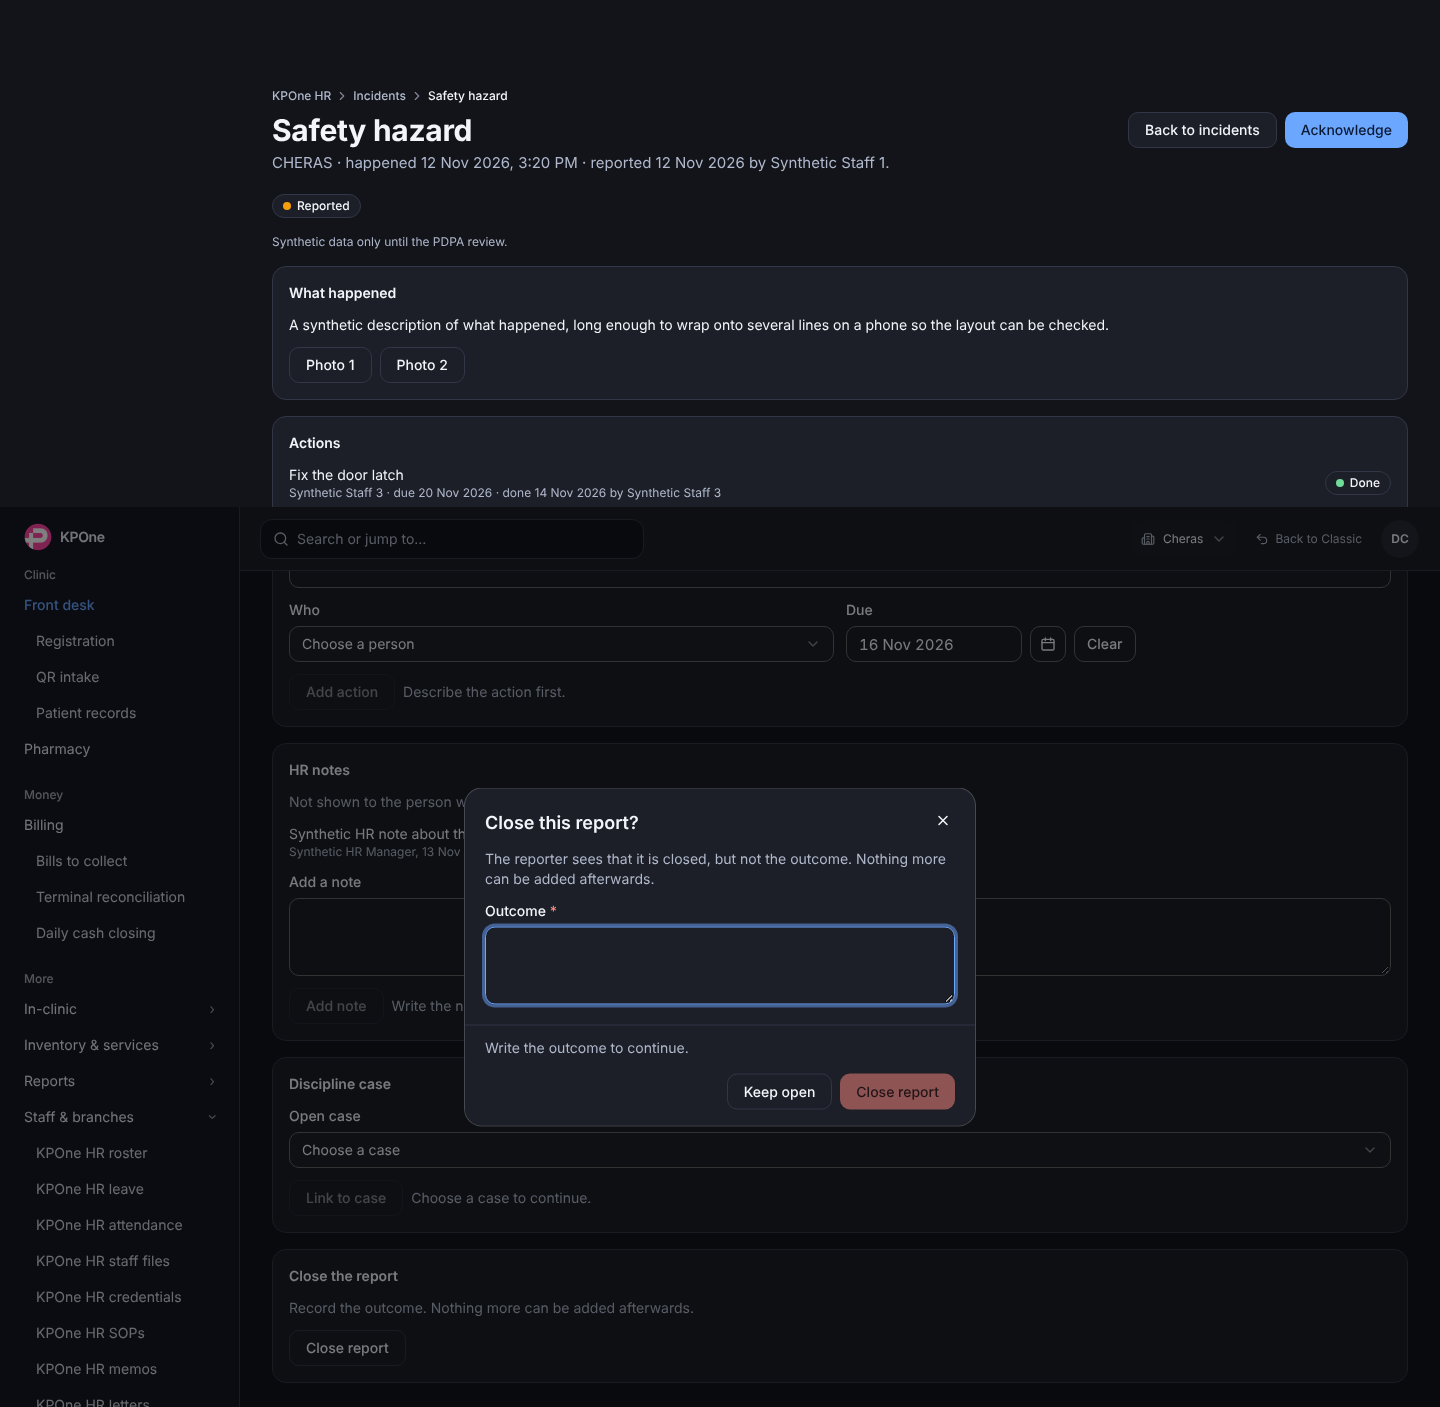 KPOne HR > Incidents > Safety hazard
Safety hazard
Back to incidents
Acknowledge
CHERAS · happened 12 Nov 2026, 3:20 PM · reported 12 Nov 2026 by Synthetic Staff 1.
Reported
Synthetic data only until the PDPA review.
What happened
A synthetic description of what happened, long enough to wrap onto several lines on a phone so the layout can be checked.
Photo 1
Photo 2
Actions
Fix the door latch
Synthetic Staff 3 · due 20 Nov 2026 · done 14 Nov 2026 by Synthetic Staff 3
Done
KPOne
Search or jump to...
Cheras
Back to Classic
DC
Clinic
Front desk
Registration
QR intake
Patient records
Pharmacy
Money
Billing
Bills to collect
Terminal reconciliation
Daily cash closing
More
In-clinic
Inventory & services
Reports
Staff & branches
KPOne HR roster
KPOne HR leave
KPOne HR attendance
KPOne HR staff files
KPOne HR credentials
KPOne HR SOPs
KPOne HR memos
KPOne HR letters
Who
Due
Choose a person
16 Nov 2026
Clear
Add action
Describe the action first.
HR notes
Not shown to the person
Synthetic HR note about
Synthetic HR Manager, 13 Nov
Add a note
Add note
Write the
Close this report?
The reporter sees that it is closed, but not the outcome. Nothing more
can be added afterwards.
Outcome *
Write the outcome to continue.
Keep open
Close report
Discipline case
Open case
Choose a case
Link to case
Choose a case to continue.
Close the report
Record the outcome. Nothing more can be added afterwards.
Close report